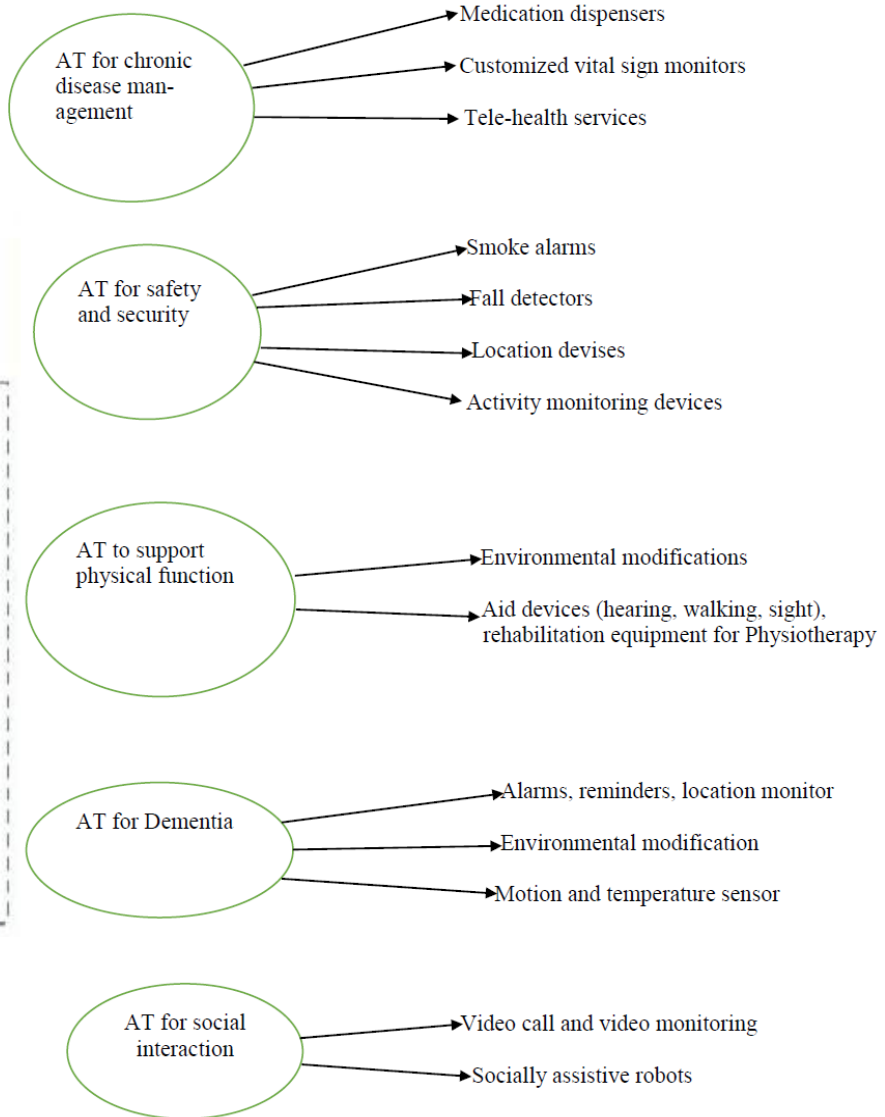 Medication dispensers
AT for chronic
disease man-
agement
Customized vital sign monitors
Tele-health services
Smoke alarms
AT for safety
and security
Fall detectors
Location devises
Activity monitoring devices
AT to support
physical function
Environmental modifications
Aid devices (hearing, walking, sight),
rehabilitation equipment for Physiotherapy
Alarms, reminders, location monitor
AT for Dementia
Environmental modification
Motion and temperature sensor
AT for social
interaction
Video call and video monitoring
Socially assistive robots